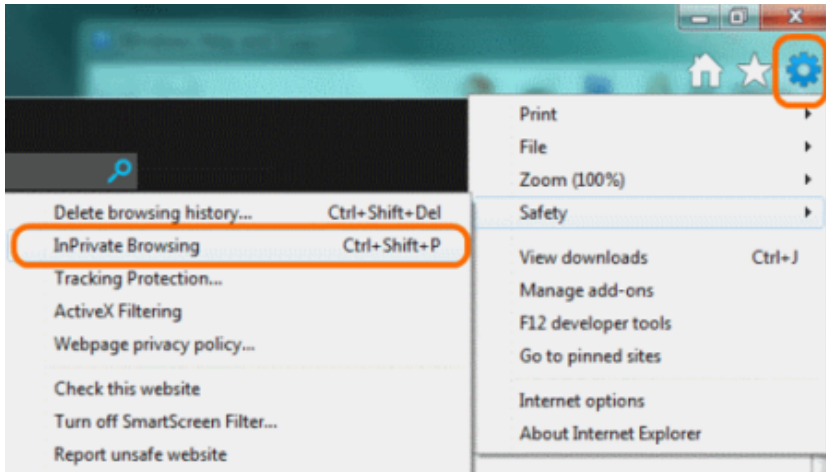 Print
File
Zoom (100%)
Safety
View downloads Ctrl+J
Manage add-ons
F12 developer tools
Go to pinned sites
Internet options
About Internet Explorer
Delete browsing history... Ctrl+Shift+Del
InPrivate Browsing Ctrl+Shift+P
Tracking Protection...
ActiveX Filtering
Webpage privacy policy...
Check this website
Turn off SmartScreen Filter...
Report unsafe website